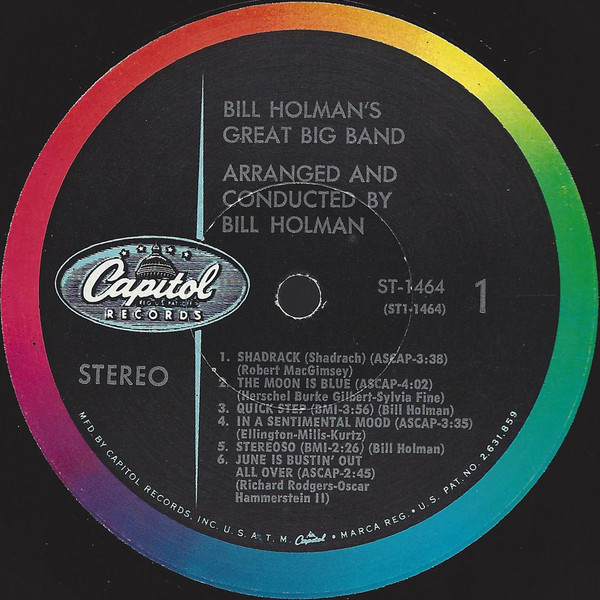 BILL HOLMAN'S
GREAT BIG BAND
ARRANGED AND
CONDUCTED BY
BILL HOLMAN
Capitol
RECORDS
ST-1464
(ST1-1464)
1
STEREO
1. SHADRACK (Shadrach) (ASCAP-3:38)
(Robert MacGimsey)
2. THE MOON IS BLUE (ASCAP-4:02)
(Herschel Burke Gilbert-Sylvia Fine)
3. QUICK STEP (BMI-3:56) (Bill Holman)
4. IN A SENTIMENTAL MOOD (ASCAP-3:35)
(Ellington-Mills-Kurtz)
5. STEREOSO (BMI-2:26) (Bill Holman)
6. JUNE IS BUSTIN' OUT
ALL OVER (ASCAP-2:45)
(Richard Rodgers-Oscar
Hammerstein II)
MFD. BY CAPITOL RECORDS, INC. U. S. A. T. M. Capitol • MARCA REG. • U. S. PAT. NO. 2,631,859